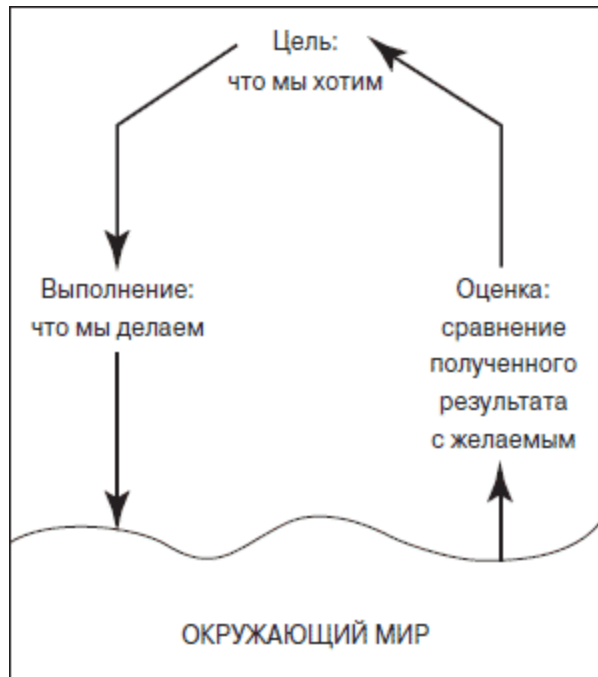 Цель:
что мы хотим
Выполнение:
что мы делаем
Оценка:
сравнение
полученного
результата
с желаемым
ОКРУЖАЮЩИЙ МИР